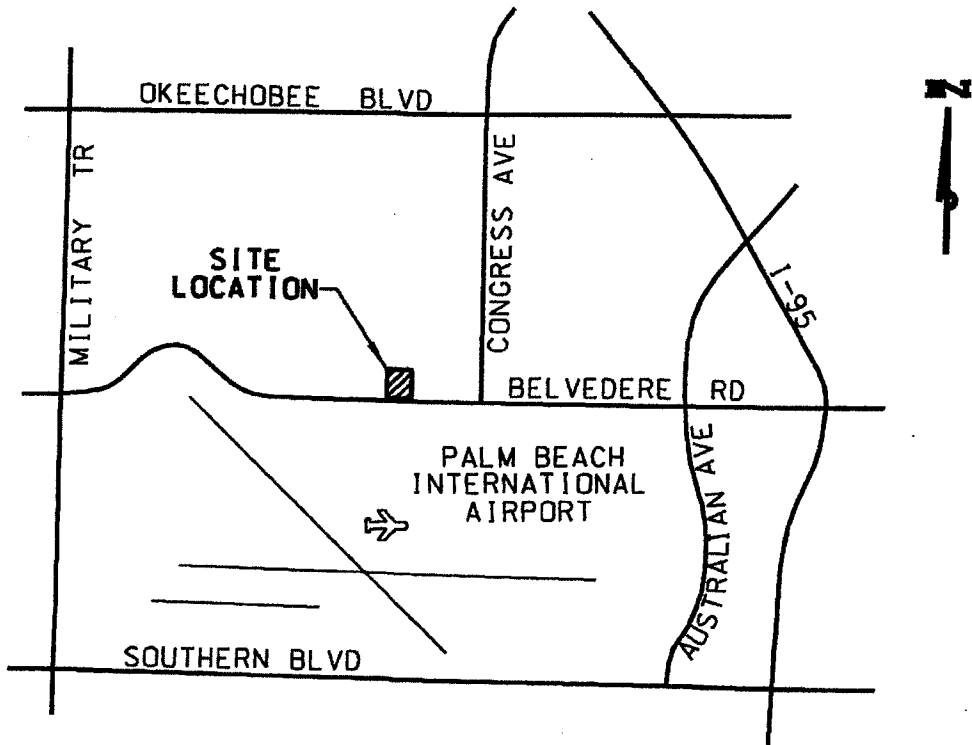 OKEECHOBEE BLVD
N
MILITARY TR
CONGRESS AVE
SITE
LOCATION
I-95
BELVEDERE RD
PALM BEACH
INTERNATIONAL
AIRPORT
AUSTRALIAN AVE
SOUTHERN BLVD